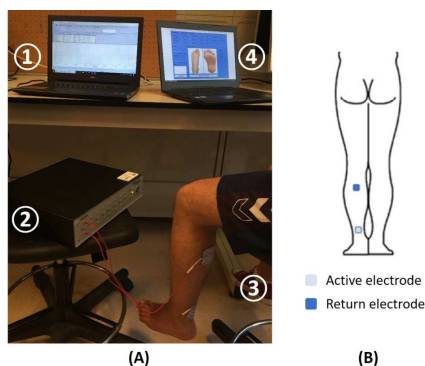 ①
④
②
③
Active electrode
Return electrode
(A)
(B)